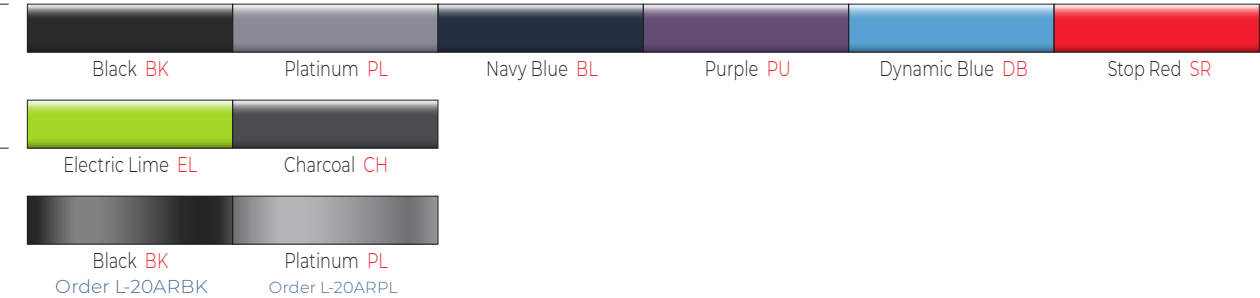 Black BK Platinum PL Navy Blue BL Purple PU Dynamic Blue DB Stop Red SR
Electric Lime EL Charcoal CH
Black BK Platinum PL
Order L-20ARBK Order L-20ARPL